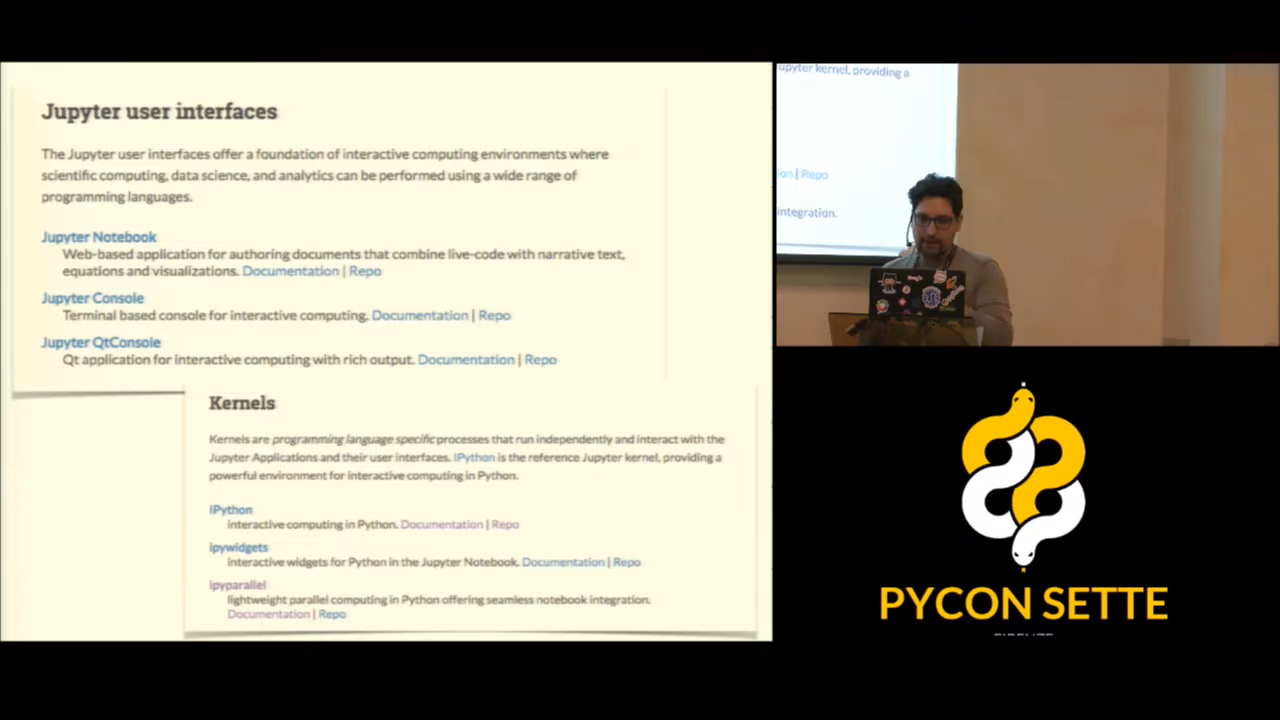 Jupyter user interfaces
The Jupyter user interfaces offer a foundation of interactive computing environments where
scientific computing, data science, and analytics can be performed using a wide range of
programming languages.
Jupyter Notebook
Web-based application for authoring documents that combine live-code with narrative text,
equations and visualizations. Documentation | Repo
Jupyter Console
Terminal based console for interactive computing. Documentation | Repo
Jupyter QtConsole
Qt application for interactive computing with rich output. Documentation | Repo
Kernels
Kernels are programming language specific processes that run independently and interact with the
Jupyter Applications and their user interfaces. IPython is the reference Jupyter kernel, providing a
powerful environment for interactive computing in Python.
IPython
interactive computing in Python. Documentation | Repo
ipywidgets
interactive widgets for Python in the Jupyter Notebook. Documentation | Repo
ipyparallel
lightweight parallel computing in Python offering seamless notebook integration.
Documentation | Repo
kernel, providing a
| Repo
integration.
PYCON SETTE